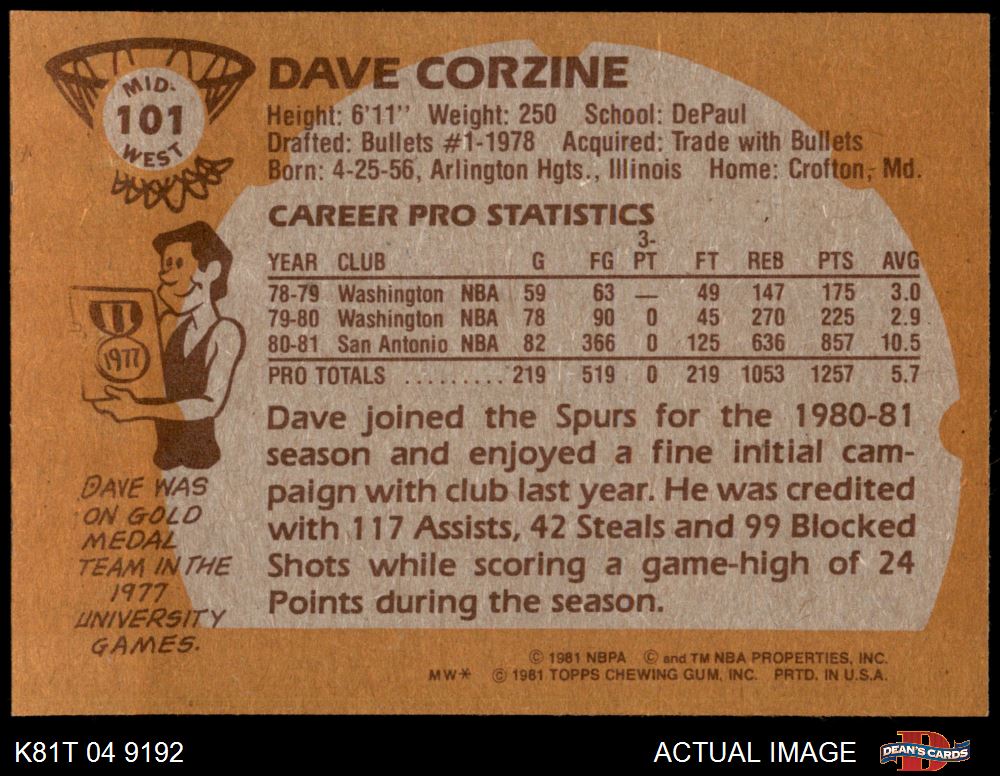 MID-
101
WEST
DAVE CORZINE
Height: 6'11" Weight: 250 School: DePaul
Drafted: Bullets #1-1978 Acquired: Trade with Bullets
Born: 4-25-56, Arlington Hgts., Illinois Home: Crofton, Md.
CAREER PRO STATISTICS
YEAR CLUB G FG 3-PT FT REB PTS AVG
78-79 Washington NBA 59 63 — 49 147 175 3.0
79-80 Washington NBA 78 90 0 45 270 225 2.9
80-81 San Antonio NBA 82 366 0 125 636 857 10.5
PRO TOTALS ......... 219 519 0 219 1053 1257 5.7
Dave joined the Spurs for the 1980-81
season and enjoyed a fine initial cam-
paign with club last year. He was credited
with 117 Assists, 42 Steals and 99 Blocked
Shots while scoring a game-high of 24
Points during the season.
1977
DAVE WAS
ON GOLD
MEDAL
TEAM IN THE
1977
UNIVERSITY
GAMES.
© 1981 NBPA © and TM NBA PROPERTIES, INC.
MW* © 1981 TOPPS CHEWING GUM, INC. PRTD. IN U.S.A.
K81T 04 9192
ACTUAL IMAGE
D
DEAN'S CARDS